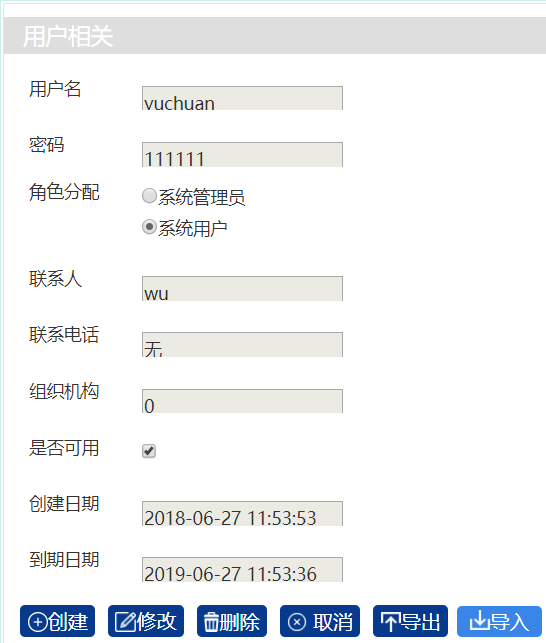 用户相关
用户名
vuchuan
密码
111111
角色分配
系统管理员
系统用户
联系人
wu
联系电话
无
组织机构
0
是否可用
创建日期
2018-06-27 11:53:53
到期日期
2019-06-27 11:53:36
创建 修改 删除 取消 导出 导入